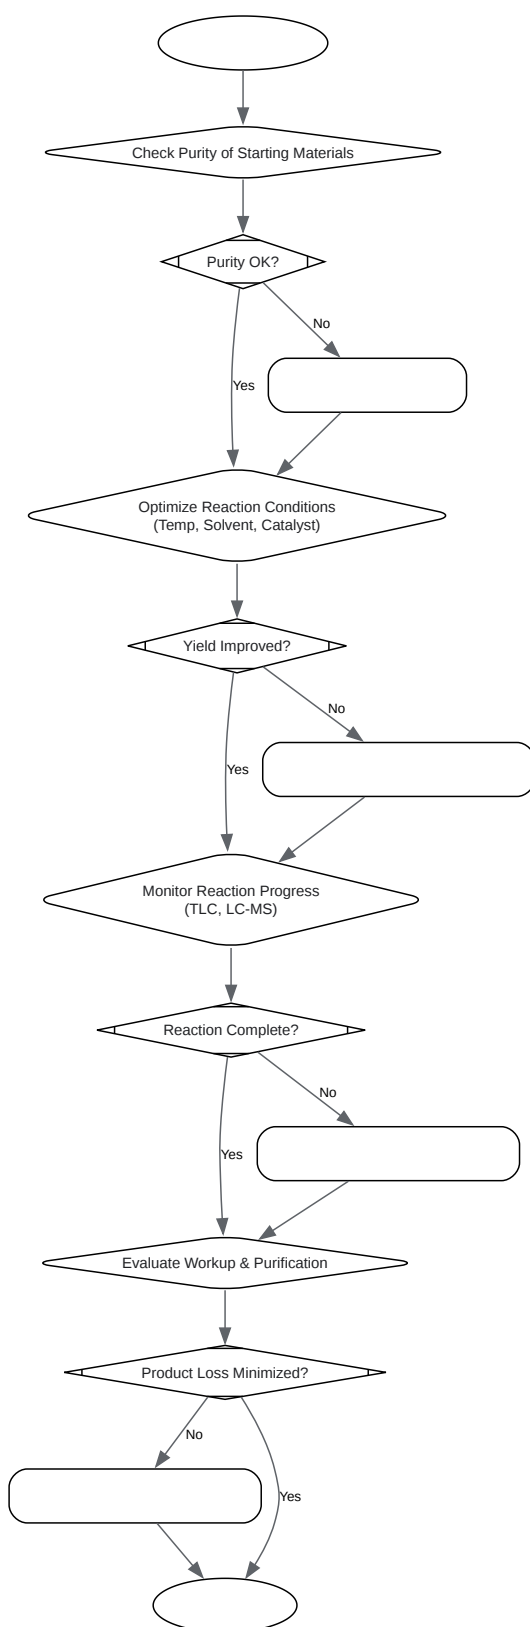 Check Purity of Starting Materials
Purity OK?
No
Yes
Optimize Reaction Conditions
(Temp, Solvent, Catalyst)
Yield Improved?
No
Yes
Monitor Reaction Progress
(TLC, LC-MS)
Reaction Complete?
No
Yes
Evaluate Workup & Purification
Product Loss Minimized?
No
Yes